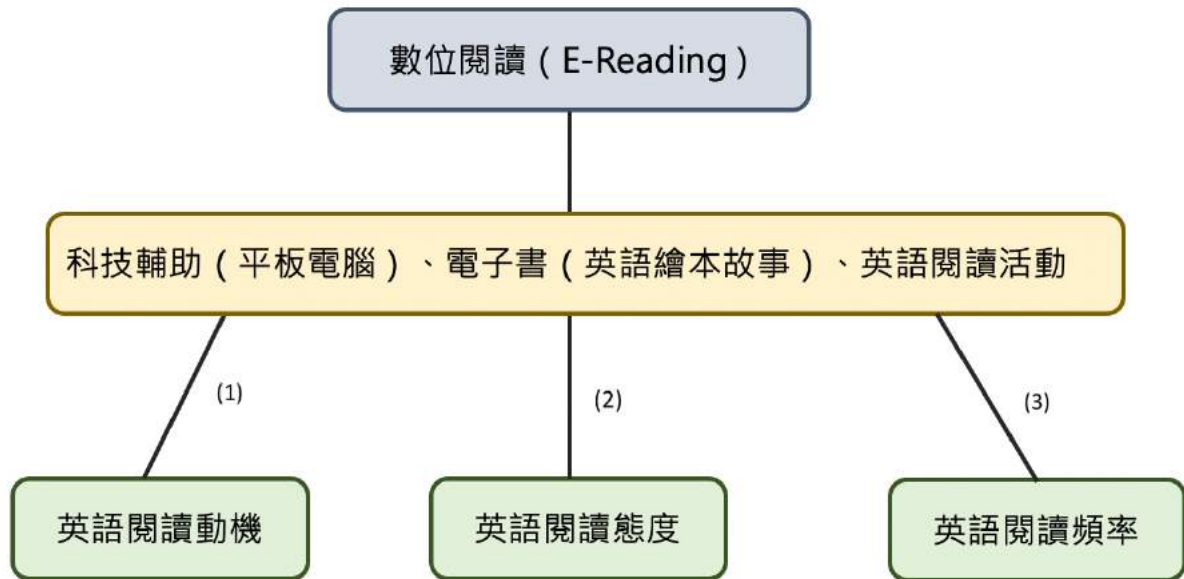 數位閱讀（E-Reading）
科技輔助（平板電腦）、電子書（英語繪本故事）、英語閱讀活動
(1)
(2)
(3)
英語閱讀動機
英語閱讀態度
英語閱讀頻率